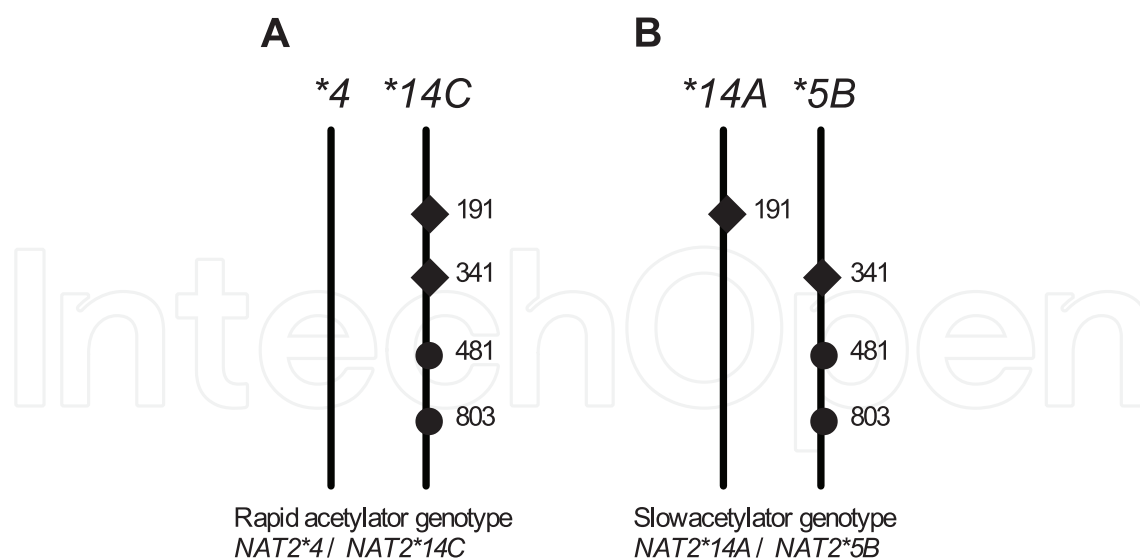 A
*4 *14C
191
341
481
803
Rapid acetylator genotype
NAT2*4 / NAT2*14C
B
*14A *5B
191
341
481
803
Slowacetylator genotype
NAT2*14A / NAT2*5B
IntechOpen